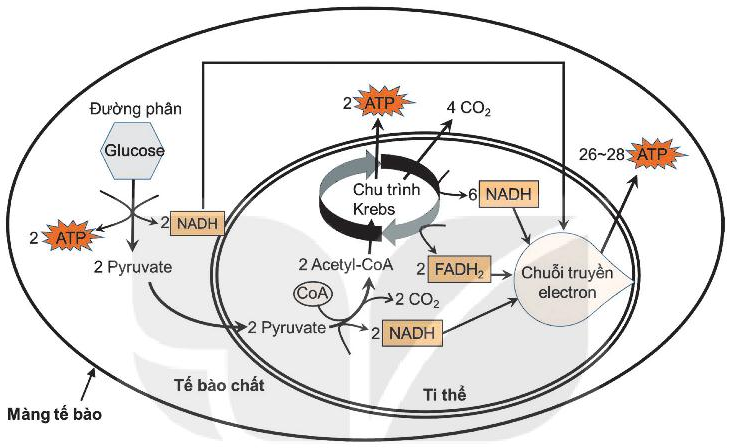 Đường phân
Glucose
2 ATP
2 NADH
2 Pyruvate
2 ATP
4 CO₂
26~28 ATP
Chu trình
Krebs
6 NADH
2 FADH₂
Chuỗi truyền
electron
2 Acetyl-CoA
CoA
2 CO₂
2 Pyruvate
2 NADH
Tế bào chất
Ti thể
Màng tế bào